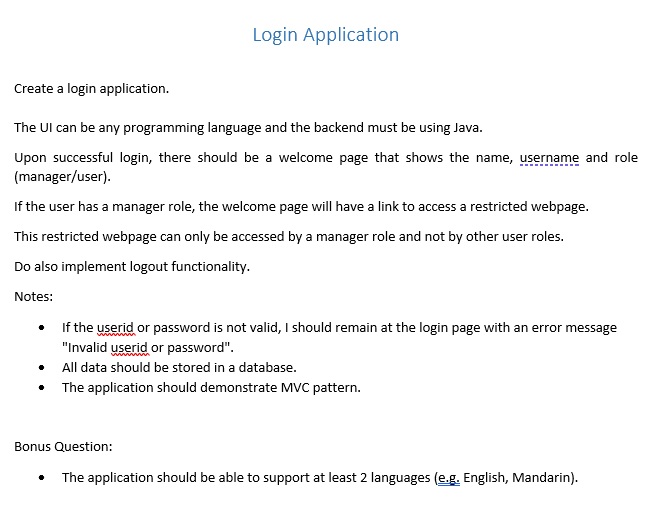 Login Application
Create a login application.
The UI can be any programming language and the backend must be using Java.
Upon successful login, there should be a welcome page that shows the name, username and role
(manager/user).
If the user has a manager role, the welcome page will have a link to access a restricted webpage.
This restricted webpage can only be accessed by a manager role and not by other user roles.
Do also implement logout functionality.
Notes:
• If the userid or password is not valid, I should remain at the login page with an error message
"Invalid userid or password".
• All data should be stored in a database.
• The application should demonstrate MVC pattern.
Bonus Question:
• The application should be able to support at least 2 languages (e.g. English, Mandarin).